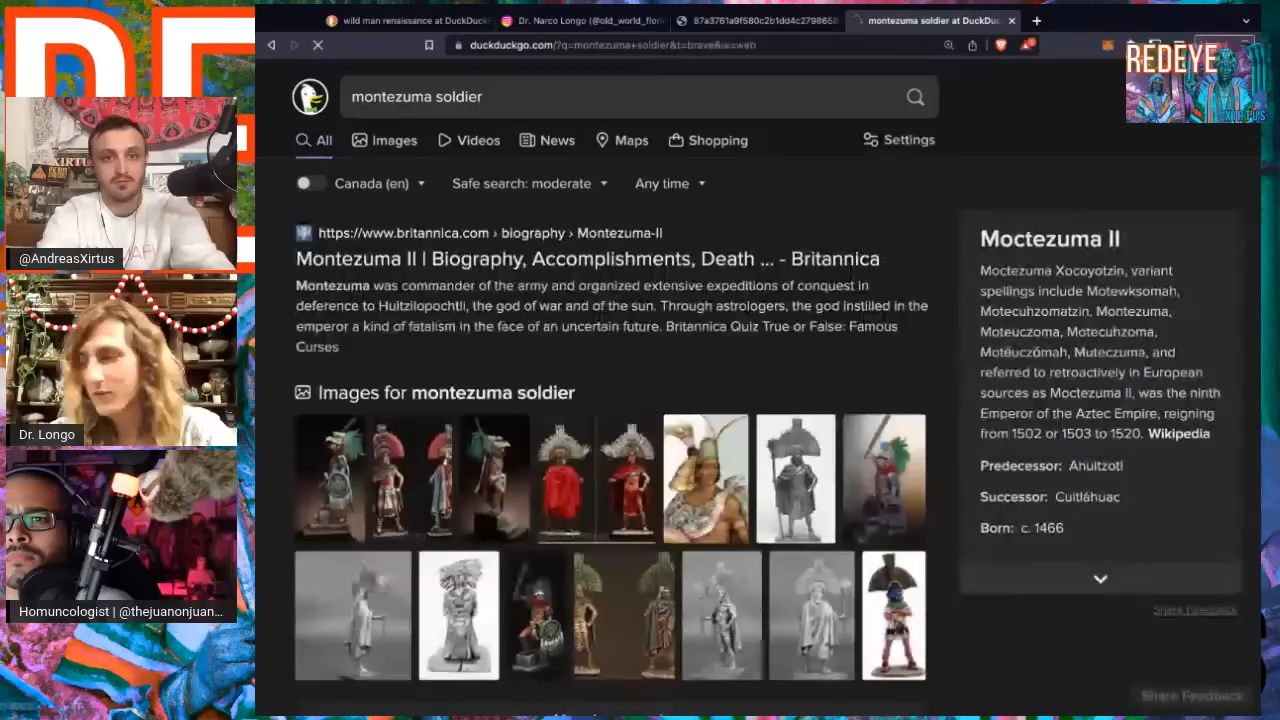 wild man renaissance at DuckDuck
Dr. Narco Longo (@old_world_flori
87a3761a9f580c2b1dd4c2798658
montezuma soldier at DuckDuc
duckduckgo.com/?q=montezuma+soldier&t=brave&ia=web
REDEYE
XIRTUS
montezuma soldier
All
Images
Videos
News
Maps
Shopping
Settings
Canada (en)
Safe search: moderate
Any time
https://www.britannica.com › biography › Montezuma-II
Montezuma II | Biography, Accomplishments, Death ... - Britannica
Montezuma was commander of the army and organized extensive expeditions of conquest in
deference to Huitzilopochtli, the god of war and of the sun. Through astrologers, the god instilled in the
emperor a kind of fatalism in the face of an uncertain future. Britannica Quiz True or False: Famous
Curses
Images for montezuma soldier
Moctezuma II
Moctezuma Xocoyotzin, variant
spellings include Motewksomah,
Motecuhzomatzin, Montezuma,
Moteuczoma, Motecuhzoma,
Motēuczōmah, Muteczuma, and
referred to retroactively in European
sources as Moctezuma II, was the ninth
Emperor of the Aztec Empire, reigning
from 1502 or 1503 to 1520. Wikipedia
Predecessor: Ahuitzotl
Successor: Cuitláhuac
Born: c. 1466
Share Feedback
Share Feedback
@AndreasXirtus
Dr. Longo
Homuncologist | @thejuanonjuan...